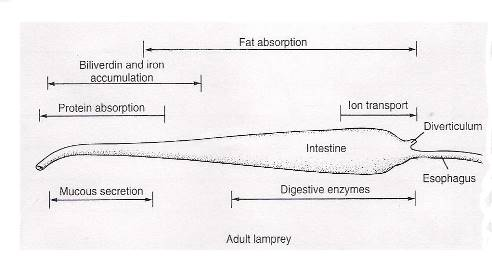 Fat absorption
Biliverdin and iron
accumulation
Protein absorption
Ion transport
Diverticulum
Intestine
Esophagus
Mucous secretion
Digestive enzymes
Adult lamprey